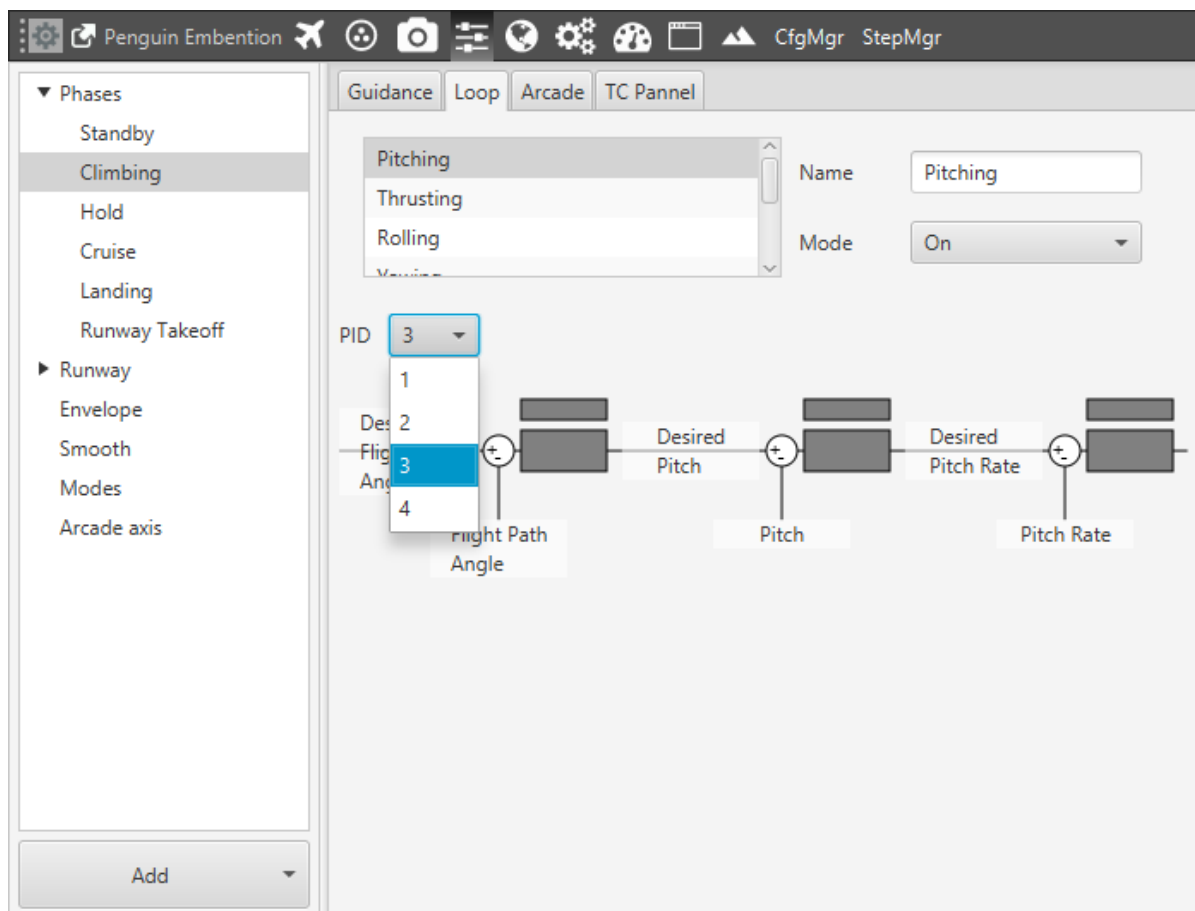 Penguin Embention CfgMgr StepMgr
Phases
Standby
Climbing
Hold
Cruise
Landing
Runway Takeoff
Runway
Envelope
Smooth
Modes
Arcade axis
Add
Guidance Loop Arcade TC Pannel
Pitching
Thrusting
Rolling
Yawing
Name Pitching
Mode On
PID 3
1
2
3
4
Desired
Pitch
Desired
Pitch Rate
Flight Path
Angle
Pitch
Pitch Rate